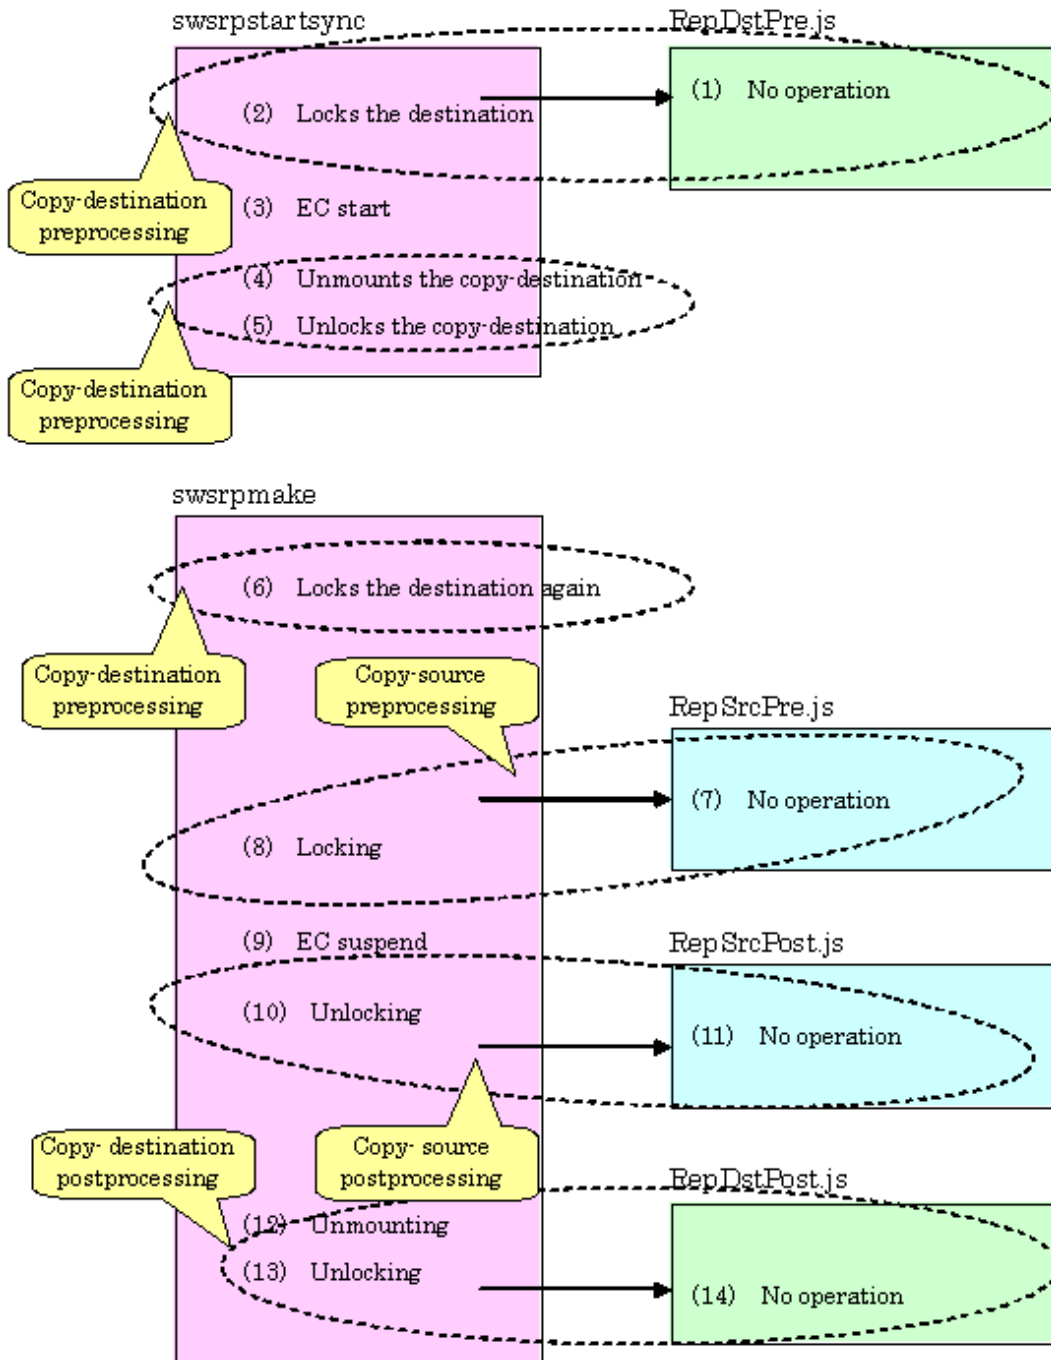 swsrpstartsync
RepDstPre.js
(1) No operation
(2) Locks the destination
Copy-destination
preprocessing
(3) EC start
(4) Unmounts the copy-destination
(5) Unlocks the copy-destination
Copy-destination
preprocessing
swsrpmake
(6) Locks the destination again
Copy-destination
preprocessing
Copy-source
preprocessing
RepSrcPre.js
(7) No operation
(8) Locking
(9) EC suspend
RepSrcPost.js
(10) Unlocking
(11) No operation
Copy- destination
postprocessing
Copy- source
postprocessing
RepDstPost.js
(12) Unmounting
(13) Unlocking
(14) No operation